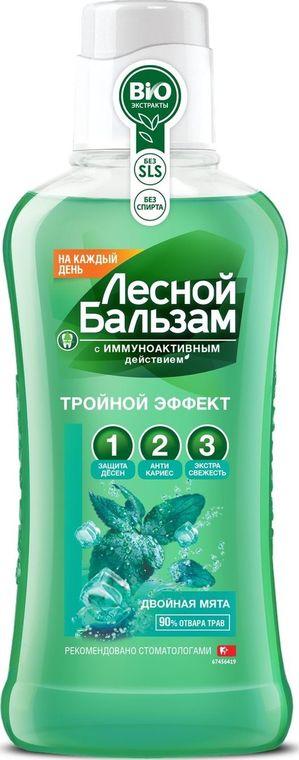 BIO
ЭКСТРАКТЫ
БЕЗ
SLS
БЕЗ
СПИРТА
НА КАЖДЫЙ
ДЕНЬ
Лесной
Бальзам
с ИММУНОАКТИВНЫМ
действием
ТРОЙНОЙ ЭФФЕКТ
1 2 3
ЗАЩИТА ДЁСЕН
АНТИ КАРИЕС
ЭКСТРА СВЕЖЕСТЬ
ДВОЙНАЯ МЯТА
90% ОТВАРА ТРАВ
РЕКОМЕНДОВАНО СТОМАТОЛОГАМИ
67456419